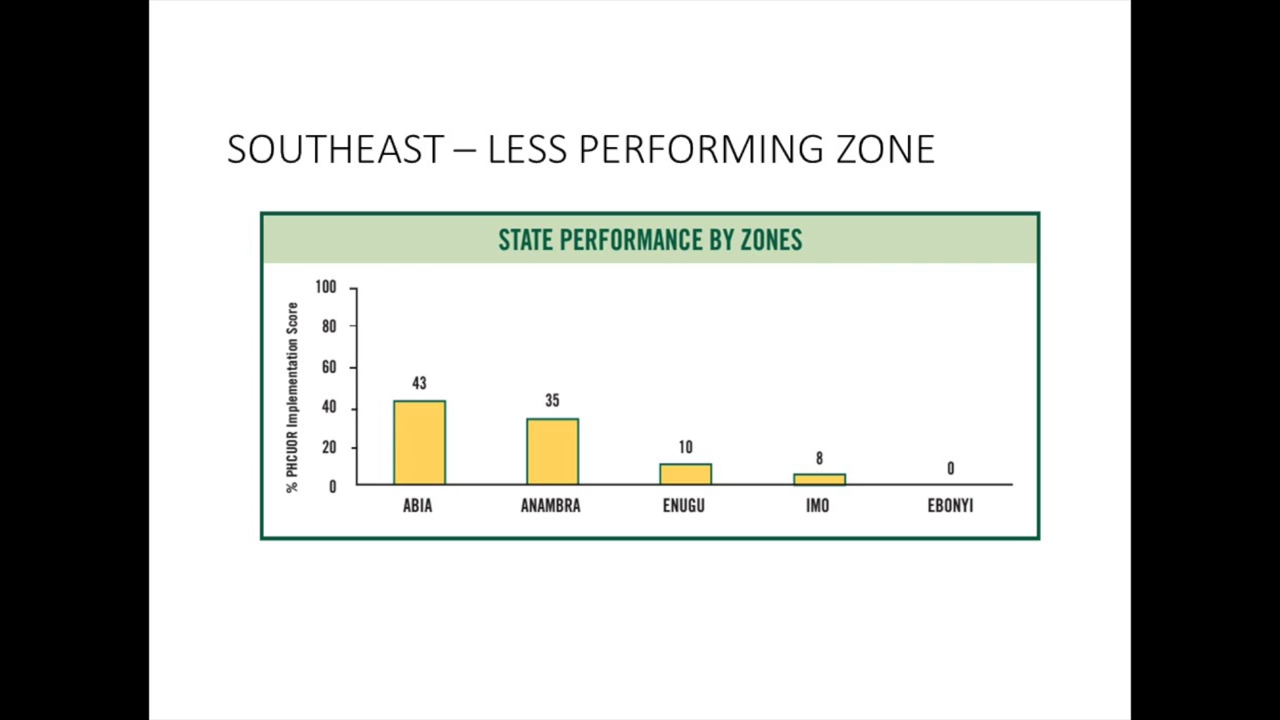 SOUTHEAST – LESS PERFORMING ZONE
STATE PERFORMANCE BY ZONES
% PHCUOR Implementation Score
100
80
60
40
20
0
43
35
10
8
0
ABIA
ANAMBRA
ENUGU
IMO
EBONYI